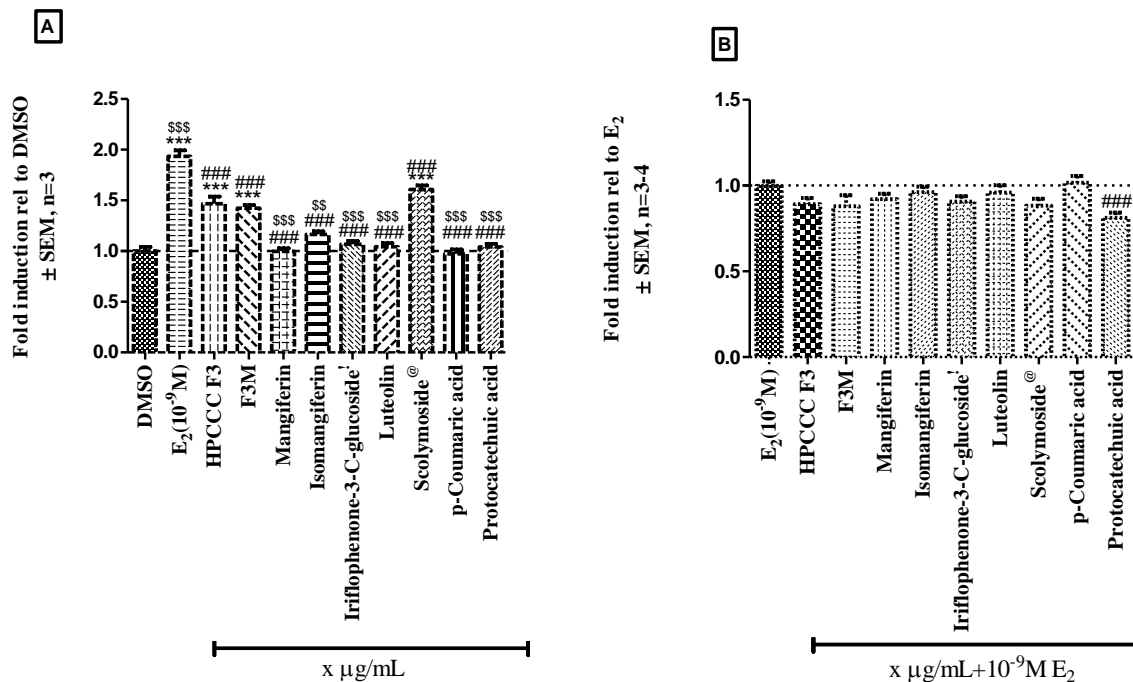 A
Fold induction rel to DMSO
± SEM, n=3
2.5
2.0
1.5
1.0
0.5
0.0
$$$
***
###
***
###
***
$$$
###
$$
###
$$$
###
$$$
###
###
***
$$$
###
$$$
###
DMSO
E₂(10⁻⁹M)
HPCCC F3
F3M
Mangiferin
Isomangiferin
Iriflophenone-3-C-glucoside!
Luteolin
Scolymoside@
p-Coumaric acid
Protocatechuic acid
x µg/mL
B
Fold induction rel to E₂
± SEM, n=3-4
1.5
1.0
0.5
0.0
###
E₂(10⁻⁹M)
HPCCC F3
F3M
Mangiferin
Isomangiferin
Iriflophenone-3-C-glucoside!
Luteolin
Scolymoside@
p-Coumaric acid
Protocatechuic acid
x µg/mL+10⁻⁹M E₂